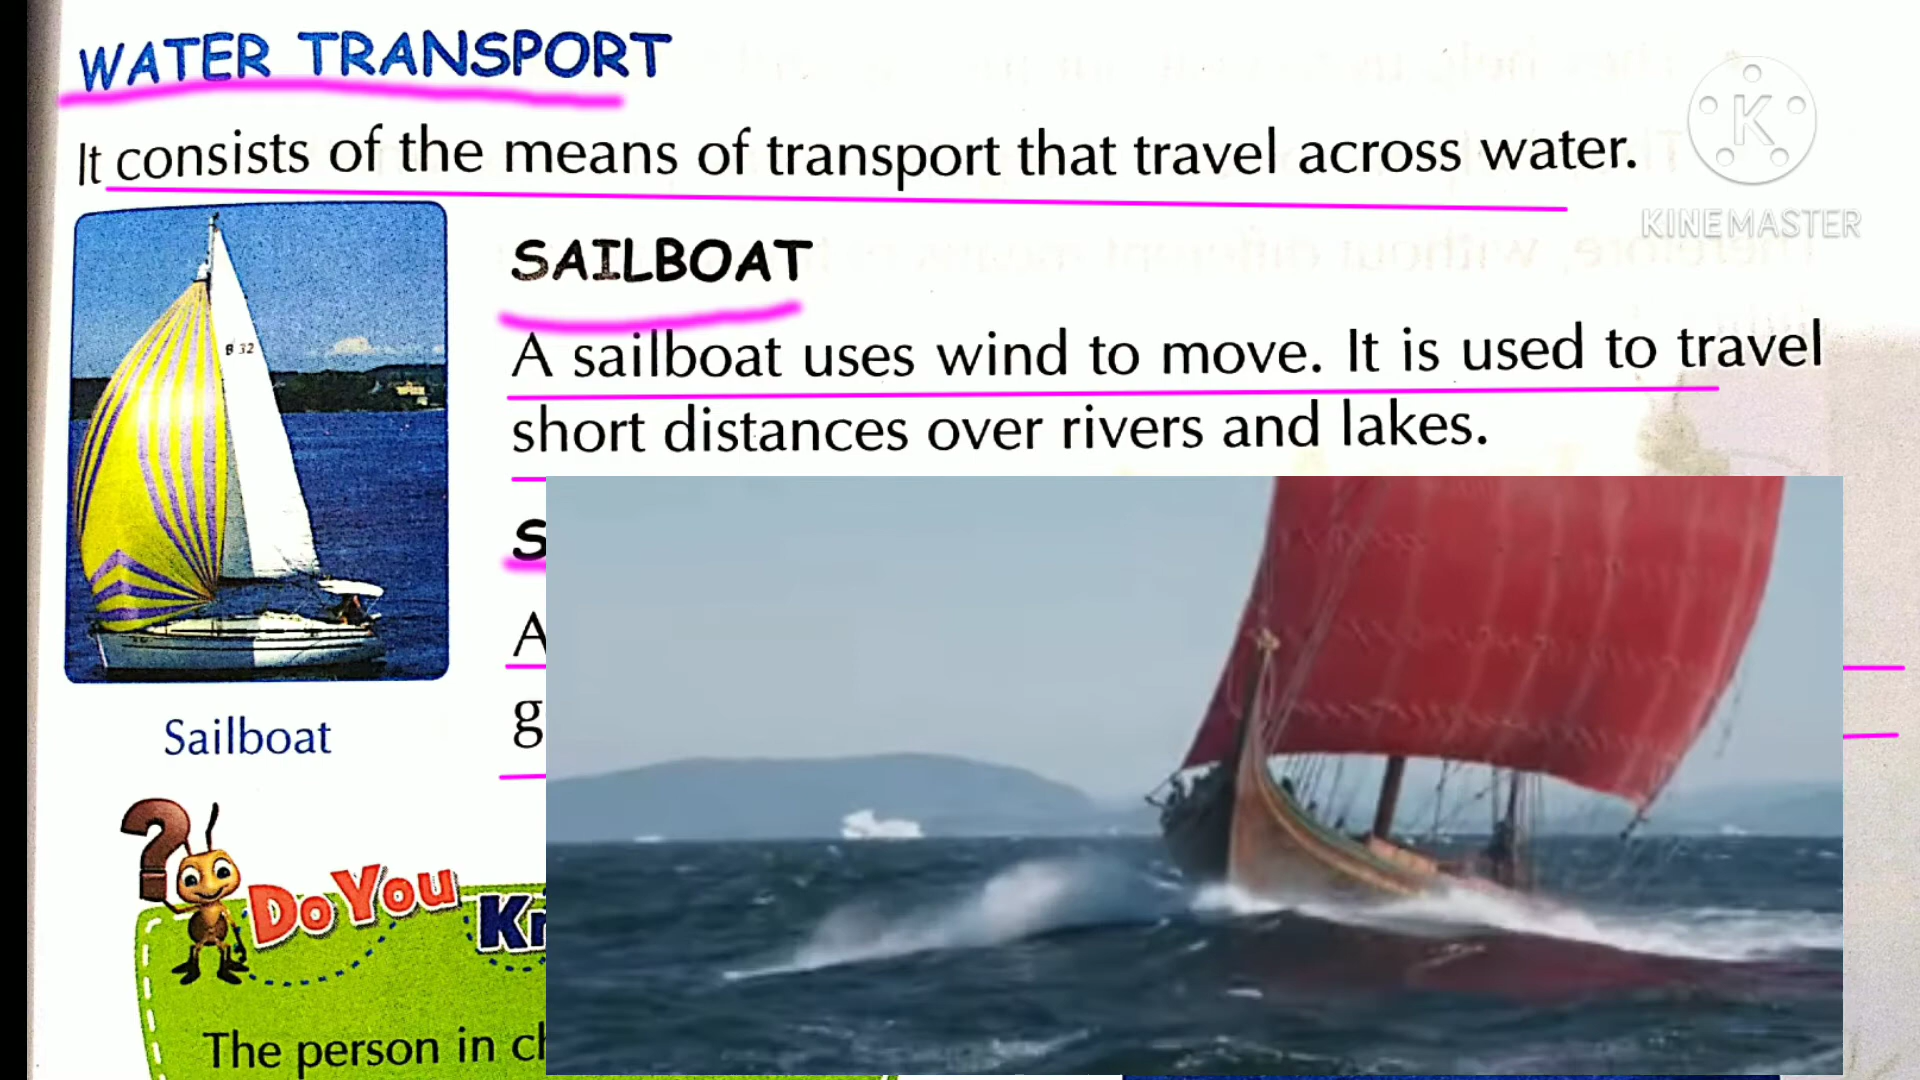 WATER TRANSPORT
It consists of the means of transport that travel across water.
K
KINEMASTER
B 32
SAILBOAT
A sailboat uses wind to move. It is used to travel
short distances over rivers and lakes.
S
A
g
Sailboat
?
Do You
The person in